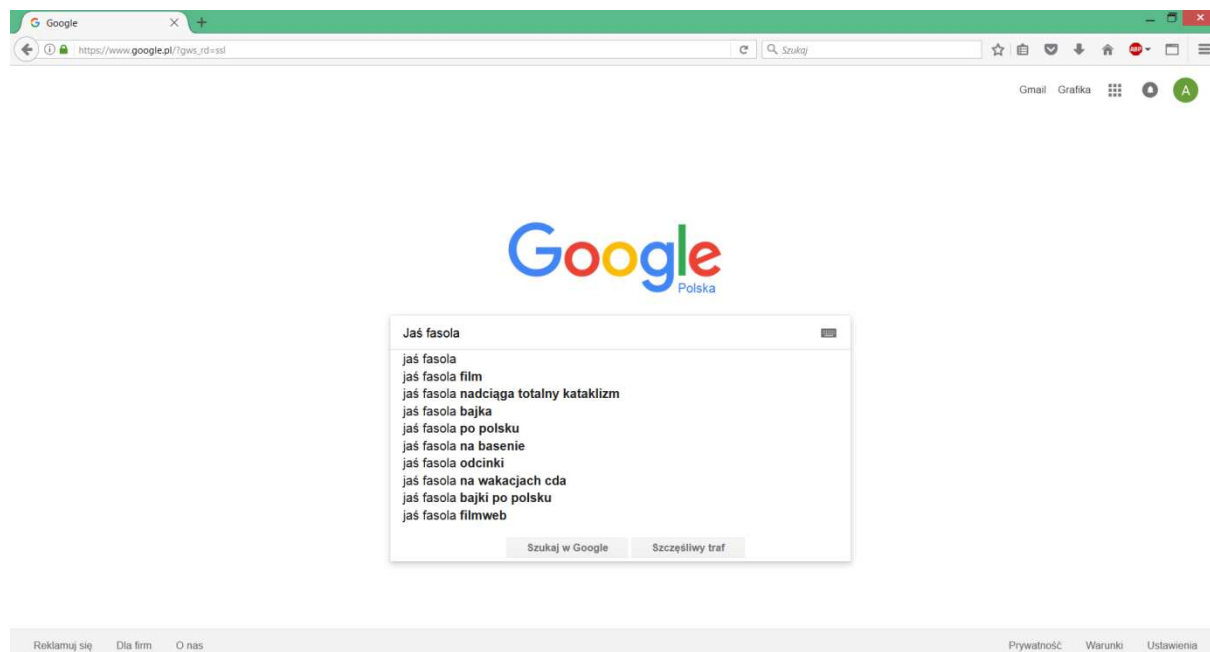 G Google
https://www.google.pl/?gws_rd=ssl
Szukaj
ABP
Gmail Grafika A
Google
Polska
Jaś fasola
jaś fasola
jaś fasola film
jaś fasola nadciąga totalny kataklizm
jaś fasola bajka
jaś fasola po polsku
jaś fasola na basenie
jaś fasola odcinki
jaś fasola na wakacjach cda
jaś fasola bajki po polsku
jaś fasola filmweb
Szukaj w Google Szczęśliwy traf
Reklamuj się Dla firm O nas Prywatność Warunki Ustawienia